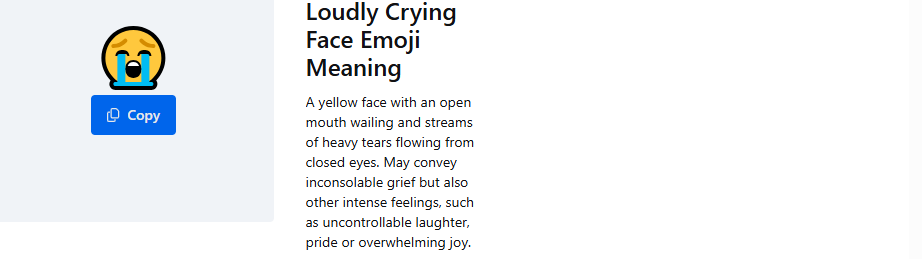 Loudly Crying
Face Emoji
Meaning
Copy
A yellow face with an open
mouth wailing and streams
of heavy tears flowing from
closed eyes. May convey
inconsolable grief but also
other intense feelings, such
as uncontrollable laughter,
pride or overwhelming joy.